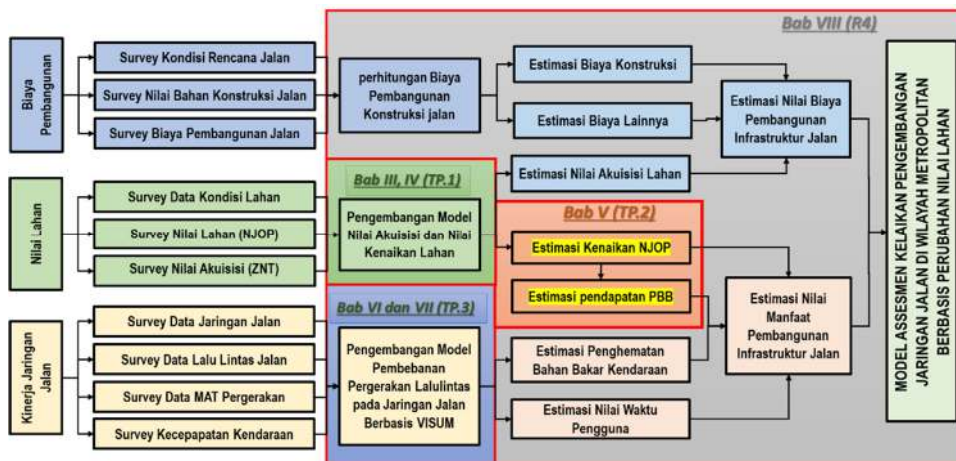 Bab VIII (R4)
Biaya
Pembangunan
Survey Kondisi Rencana Jalan
Survey Nilai Bahan Konstruksi Jalan
Survey Biaya Pembangunan Jalan
perhitungan Biaya
Pembangunan
Konstruksi jalan
Estimasi Biaya Konstruksi
Estimasi Biaya Lainnya
Estimasi Nilai Akuisisi Lahan
Estimasi Nilai Biaya
Pembangunan
Infrastruktur Jalan
Nilai Lahan
Survey Data Kondisi Lahan
Survey Nilai Lahan (NJOP)
Survey Nilai Akusisi (ZNT)
Bab III, IV (TP.1)
Pengembangan Model
Nilai Akuisisi dan Nilai
Kenaikan Lahan
Bab V (TP.2)
Estimasi Kenaikan NJOP
Estimasi pendapatan PBB
Kinerja Jaringan
Jalan
Survey Data Jaringan Jalan
Survey Data Lalu Lintas Jalan
Survey Data MAT Pergerakan
Survey Kecepapatan Kendaraan
Bab VI dan VII (TP.3)
Pengembangan Model
Pembebanan
Pergerakan Lalulintas
pada Jaringan Jalan
Berbasis VISUM
Estimasi Penghematan
Bahan Bakar Kendaraan
Estimasi Nilai Waktu
Pengguna
Estimasi Nilai
Manfaat
Pembangunan
Infrastruktur Jalan
MODEL ASSESMEN KELAIKAN PENGEMBANGAN
JARINGAN JALAN DI WILAYAH METROPOLITAN
BERBASIS PERUBAHAN NILAI LAHAN